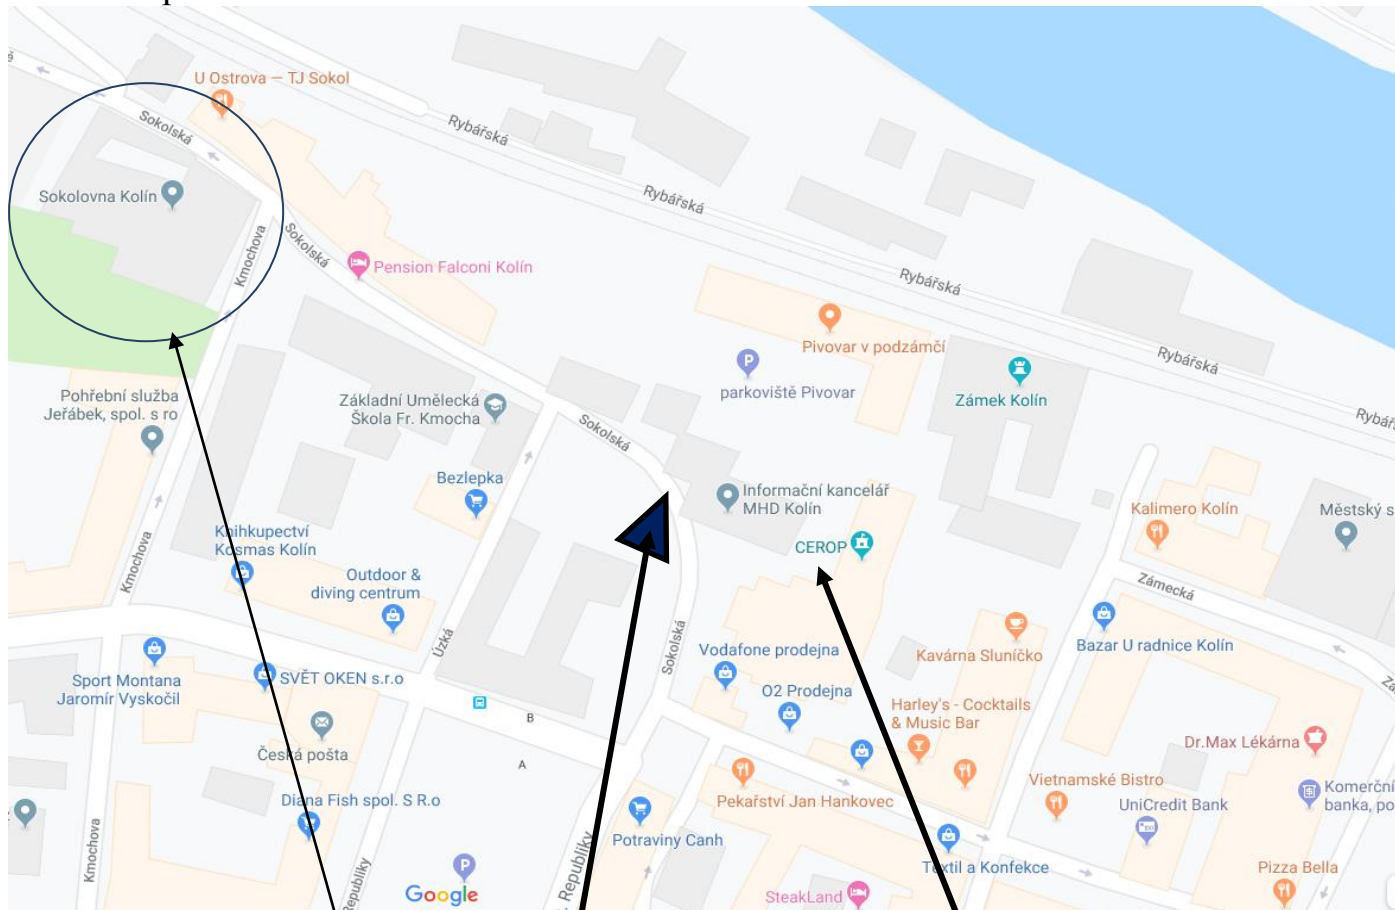 U Ostrova — TJ Sokol
Sokolská
Rybářská
Rybářská
Sokolovna Kolín
Sokolská
Kmochova
Pension Falconi Kolín
Rybářská
Pivovar v podzámčí
Rybářská
parkoviště Pivovar
P
Zámek Kolín
Pohřební služba
Jeřábek, spol. s ro
Základní Umělecká
Škola Fr. Kmocha
Sokolská
Rybářs
Bezlepka
Informační kancelář
MHD Kolín
Kalimero Kolín
Městský s
Knihkupectví
Kosmas Kolín
CEROP
Kmochova
Outdoor &
diving centrum
Zámecká
Úzká
Sokolská
Vodafone prodejna
Kavárna Sluníčko
Bazar U radnice Kolín
Zá
Sport Montana
Jaromír Vyskočil
SVĚT OKEN s.r.o
O2 Prodejna
Harley's - Cocktails
& Music Bar
B
A
Česká pošta
Dr.Max Lékárna
Diana Fish spol. S R.o
Pekařství Jan Hankovec
Vietnamské Bistro
UniCredit Bank
Komerční
banka, po
Potraviny Canh
Kmochova
Republiky
P
Google
. Republiky
Textil a Konfekce
SteakLand
Pizza Bella